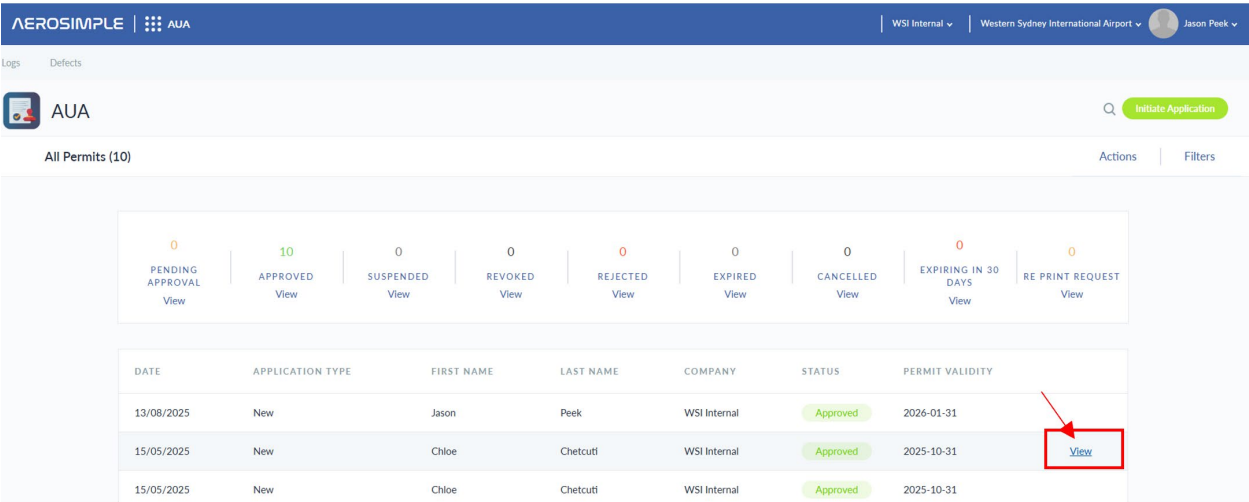 AEROSIMPLE AUA WSI Internal Western Sydney International Airport Jason Peek
Logs Defects
AUA Initiate Application
All Permits (10) Actions Filters
0 10 0 0 0 0 0 0 0
PENDING APPROVAL APPROVED SUSPENDED REVOKED REJECTED EXPIRED CANCELLED EXPIRING IN 30 DAYS RE PRINT REQUEST
View View View View View View View View View
DATE APPLICATION TYPE FIRST NAME LAST NAME COMPANY STATUS PERMIT VALIDITY
13/08/2025 New Jason Peek WSI Internal Approved 2026-01-31
15/05/2025 New Chloe Chetcuti WSI Internal Approved 2025-10-31 View
15/05/2025 New Chloe Chetcuti WSI Internal Approved 2025-10-31